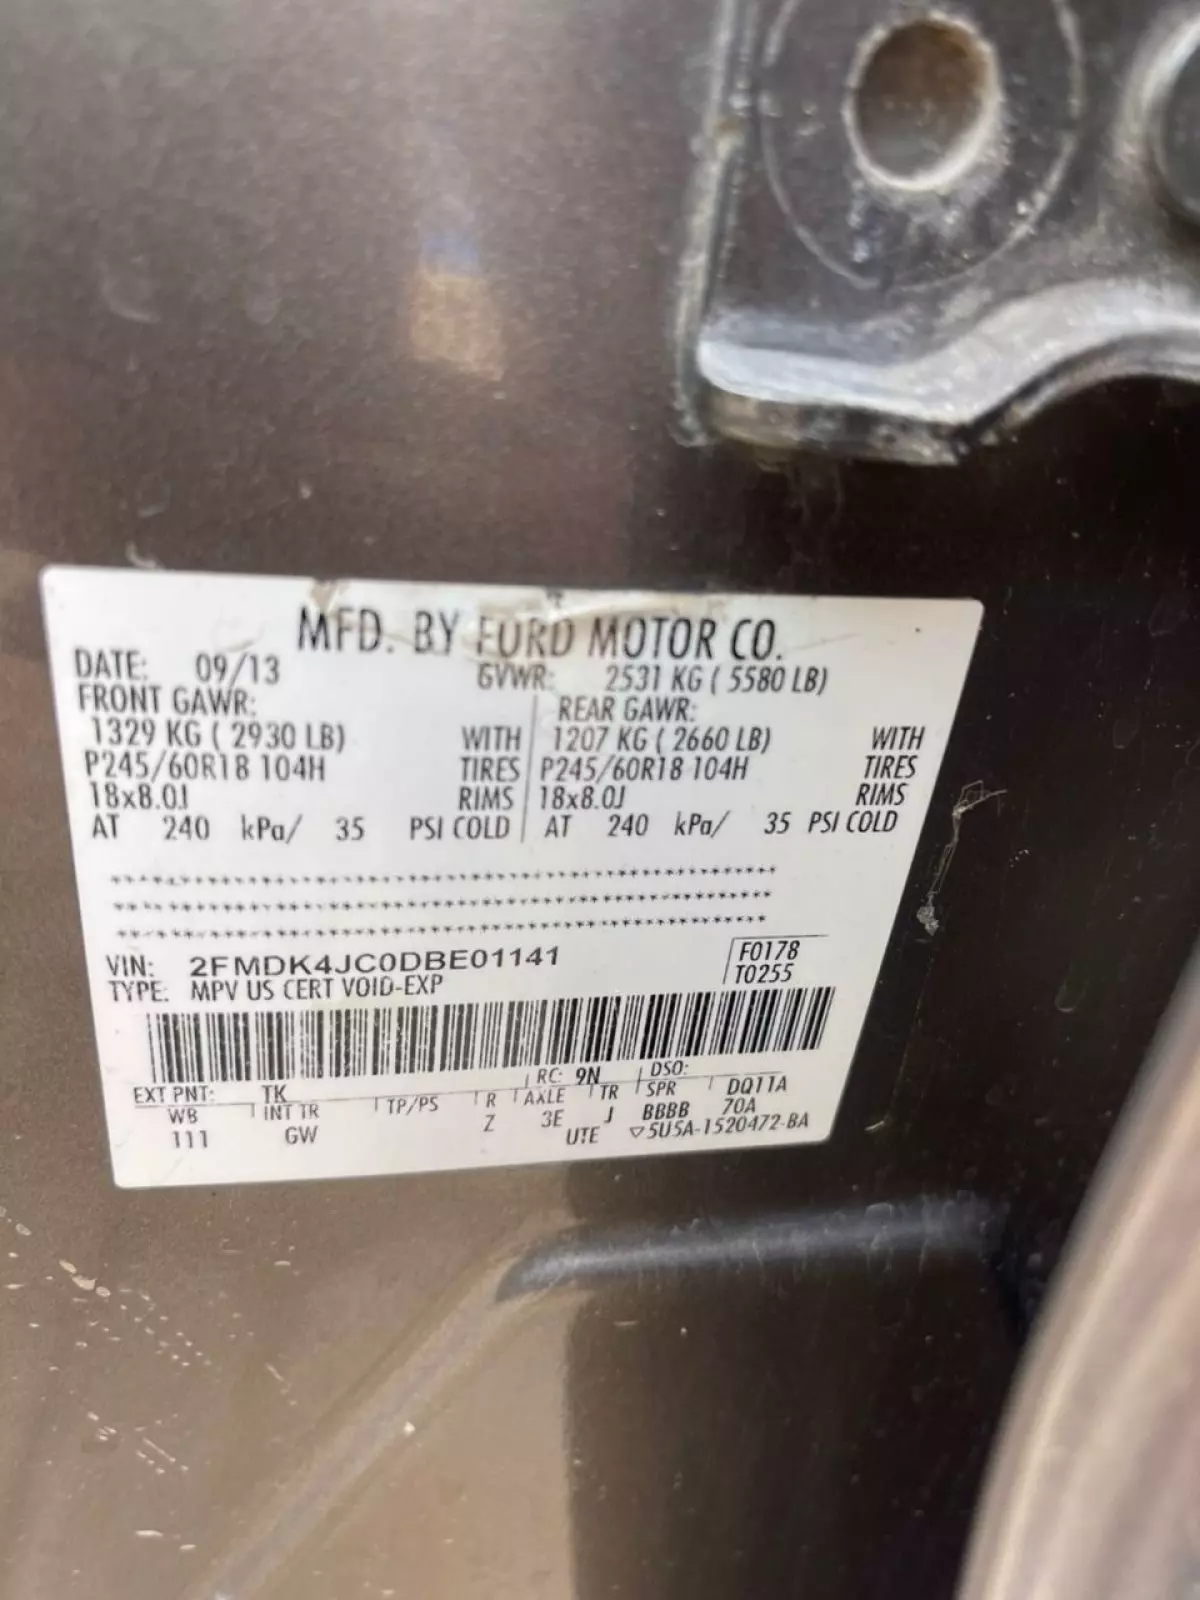 MFD. BY FORD MOTOR CO.
DATE: 09/13 GVWR: 2531 KG ( 5580 LB)
FRONT GAWR: REAR GAWR:
1329 KG ( 2930 LB) WITH 1207 KG ( 2660 LB) WITH
P245/60R18 104H TIRES P245/60R18 104H TIRES
18x8.0J RIMS 18x8.0J RIMS
AT 240 kPa/ 35 PSI COLD AT 240 kPa/ 35 PSI COLD
VIN: 2FMDK4JC0DBE01141 F0178
TYPE: MPV US CERT VOID-EXP T0255
EXT PNT: TK RC: 9N DSO:
WB INT TR TP/PS R AXLE TR SPR DQ11A
111 GW Z 3E J BBBB 70A
UTE ▽5U5A-1520472-BA